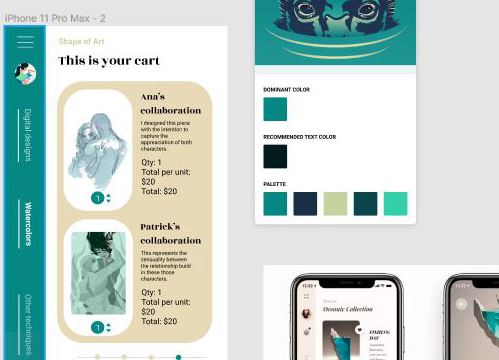 iPhone 11 Pro Max - 2
Shape of Art
This is your cart
Digital designs
Watercolors
Other techniques
Ana's
collaboration
I designed this piece
with the intention to
capture the
appreaciation of both
characters
Qty: 1
Total per unit:
$20
Total: $20
1
Patrick's
collaboration
This represents the
sensuality between
the relationship build
in these those
characters.
Qty: 1
Total per unit:
$20
Total: $20
1
DOMINANT COLOR
RECOMMENDED TEXT COLOR
PALETTE
Oceanic Collection